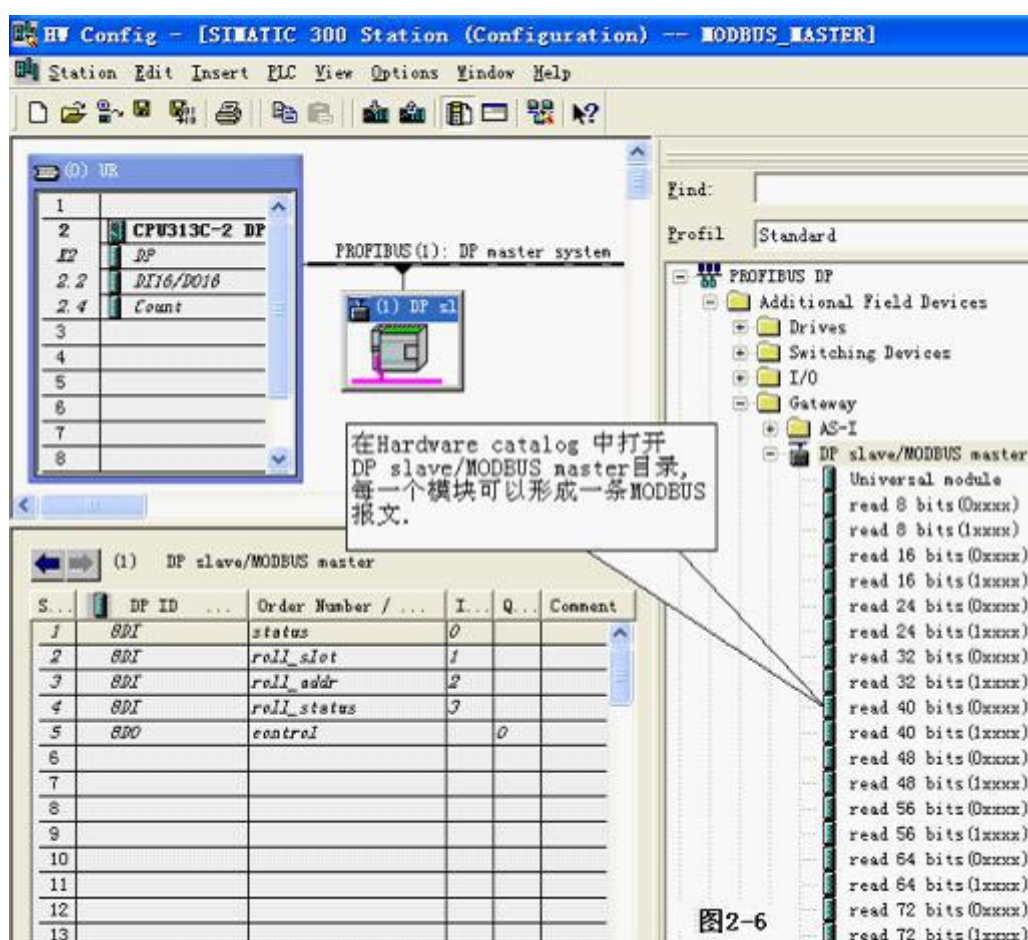 HW Config - [SIMATIC 300 Station (Configuration) -- MODBUS_MASTER]
Station Edit Insert PLC View Options Window Help
(0) UR
1
2 CPU313C-2 DP
X2 DP
2.2 DI16/DO16
2.4 Count
3
4
5
6
7
8
PROFIBUS(1): DP master system
(1) DP sl
在Hardware catalog 中打开
DP slave/MODBUS master目录,
每一个模块可以形成一条MODBUS
报文.
Find:
Profil Standard
PROFIBUS DP
Additional Field Devices
Drives
Switching Devices
I/O
Gateway
AS-I
DP slave/MODBUS master
Universal module
read 8 bits(0xxxx)
read 8 bits(1xxxx)
read 16 bits(0xxxx)
read 16 bits(1xxxx)
read 24 bits(0xxxx)
read 24 bits(1xxxx)
read 32 bits(0xxxx)
read 32 bits(1xxxx)
read 40 bits(0xxxx)
read 40 bits(1xxxx)
read 48 bits(0xxxx)
read 48 bits(1xxxx)
read 56 bits(0xxxx)
read 56 bits(1xxxx)
read 64 bits(0xxxx)
read 64 bits(1xxxx)
read 72 bits(0xxxx)
read 72 bits(1xxxx)
(1) DP slave/MODBUS master
S... DP ID ... Order Number / ... I... Q... Comment
1 8DI status 0
2 8DI roll_slot 1
3 8DI roll_addr 2
4 8DI roll_status 3
5 8DO control 0
6
7
8
9
10
11
12
13
图2-6